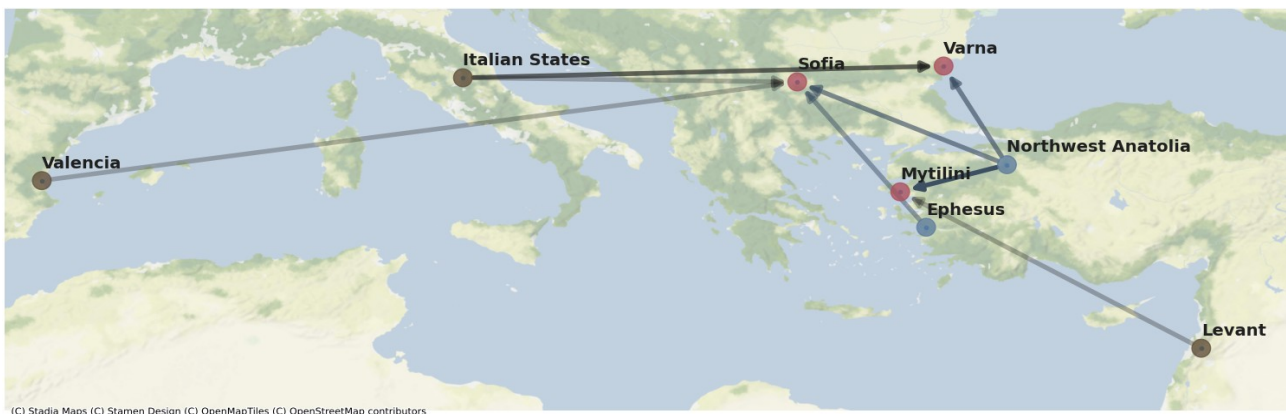 Varna
Italian States
Sofia
Northwest Anatolia
Valencia
Mytilini
Ephesus
Levant
(C) Stadia Maps (C) Stamen Design (C) OpenMapTiles (C) OpenStreetMap contributors